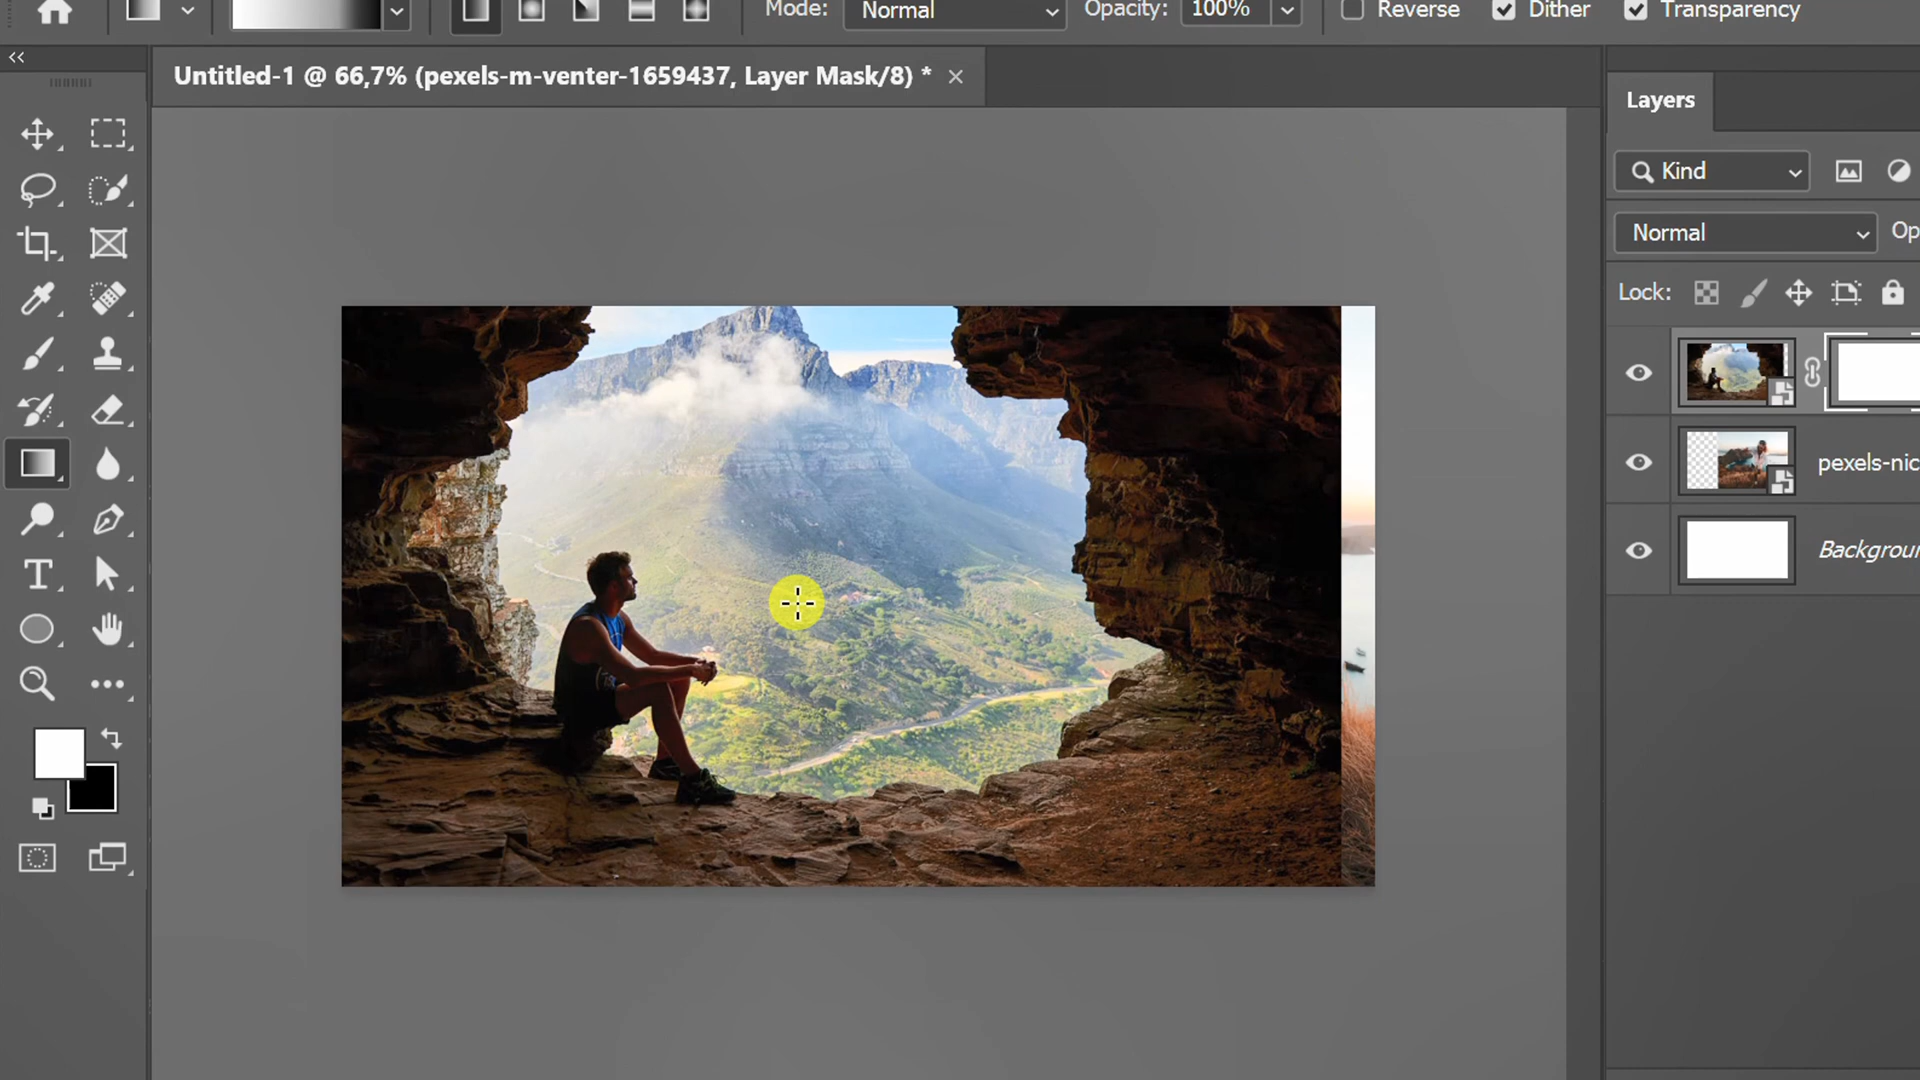 Mode: Normal Opacity: 100% Reverse Dither Transparency
Untitled-1 @ 66,7% (pexels-m-venter-1659437, Layer Mask/8) * ×
Layers
Kind
Normal Op
Lock:
pexels-nic
Backgroun